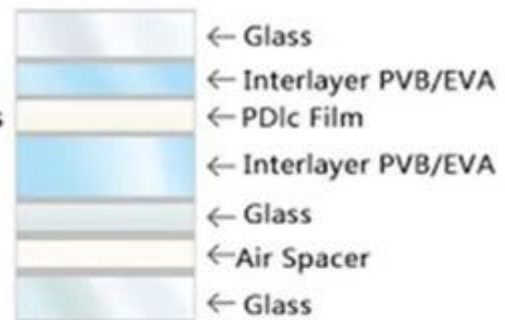 ← Glass
← Interlayer PVB/EVA
← PDlc Film
← Interlayer PVB/EVA
← Glass
←Air Spacer
← Glass